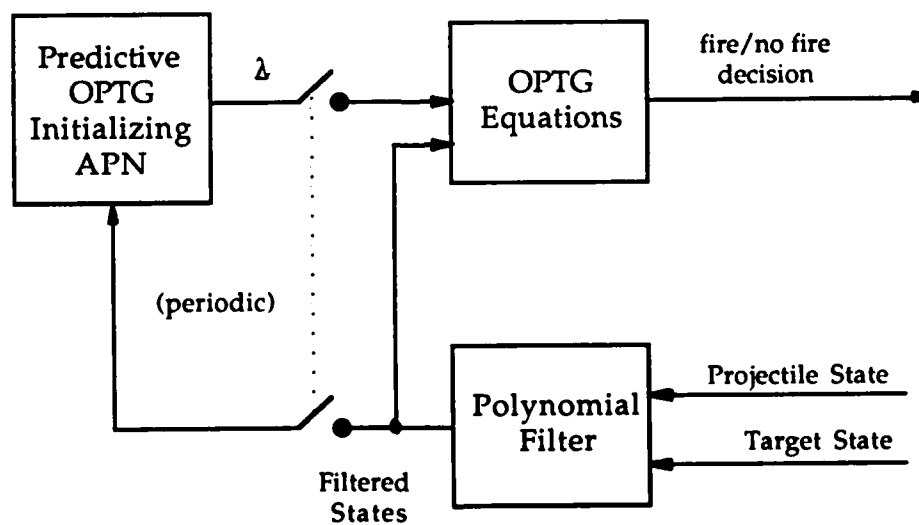 Predictive
OPTG
Initializing
APN
λ
OPTG
Equations
fire/no fire
decision
(periodic)
Polynomial
Filter
Projectile State
Target State
Filtered
States